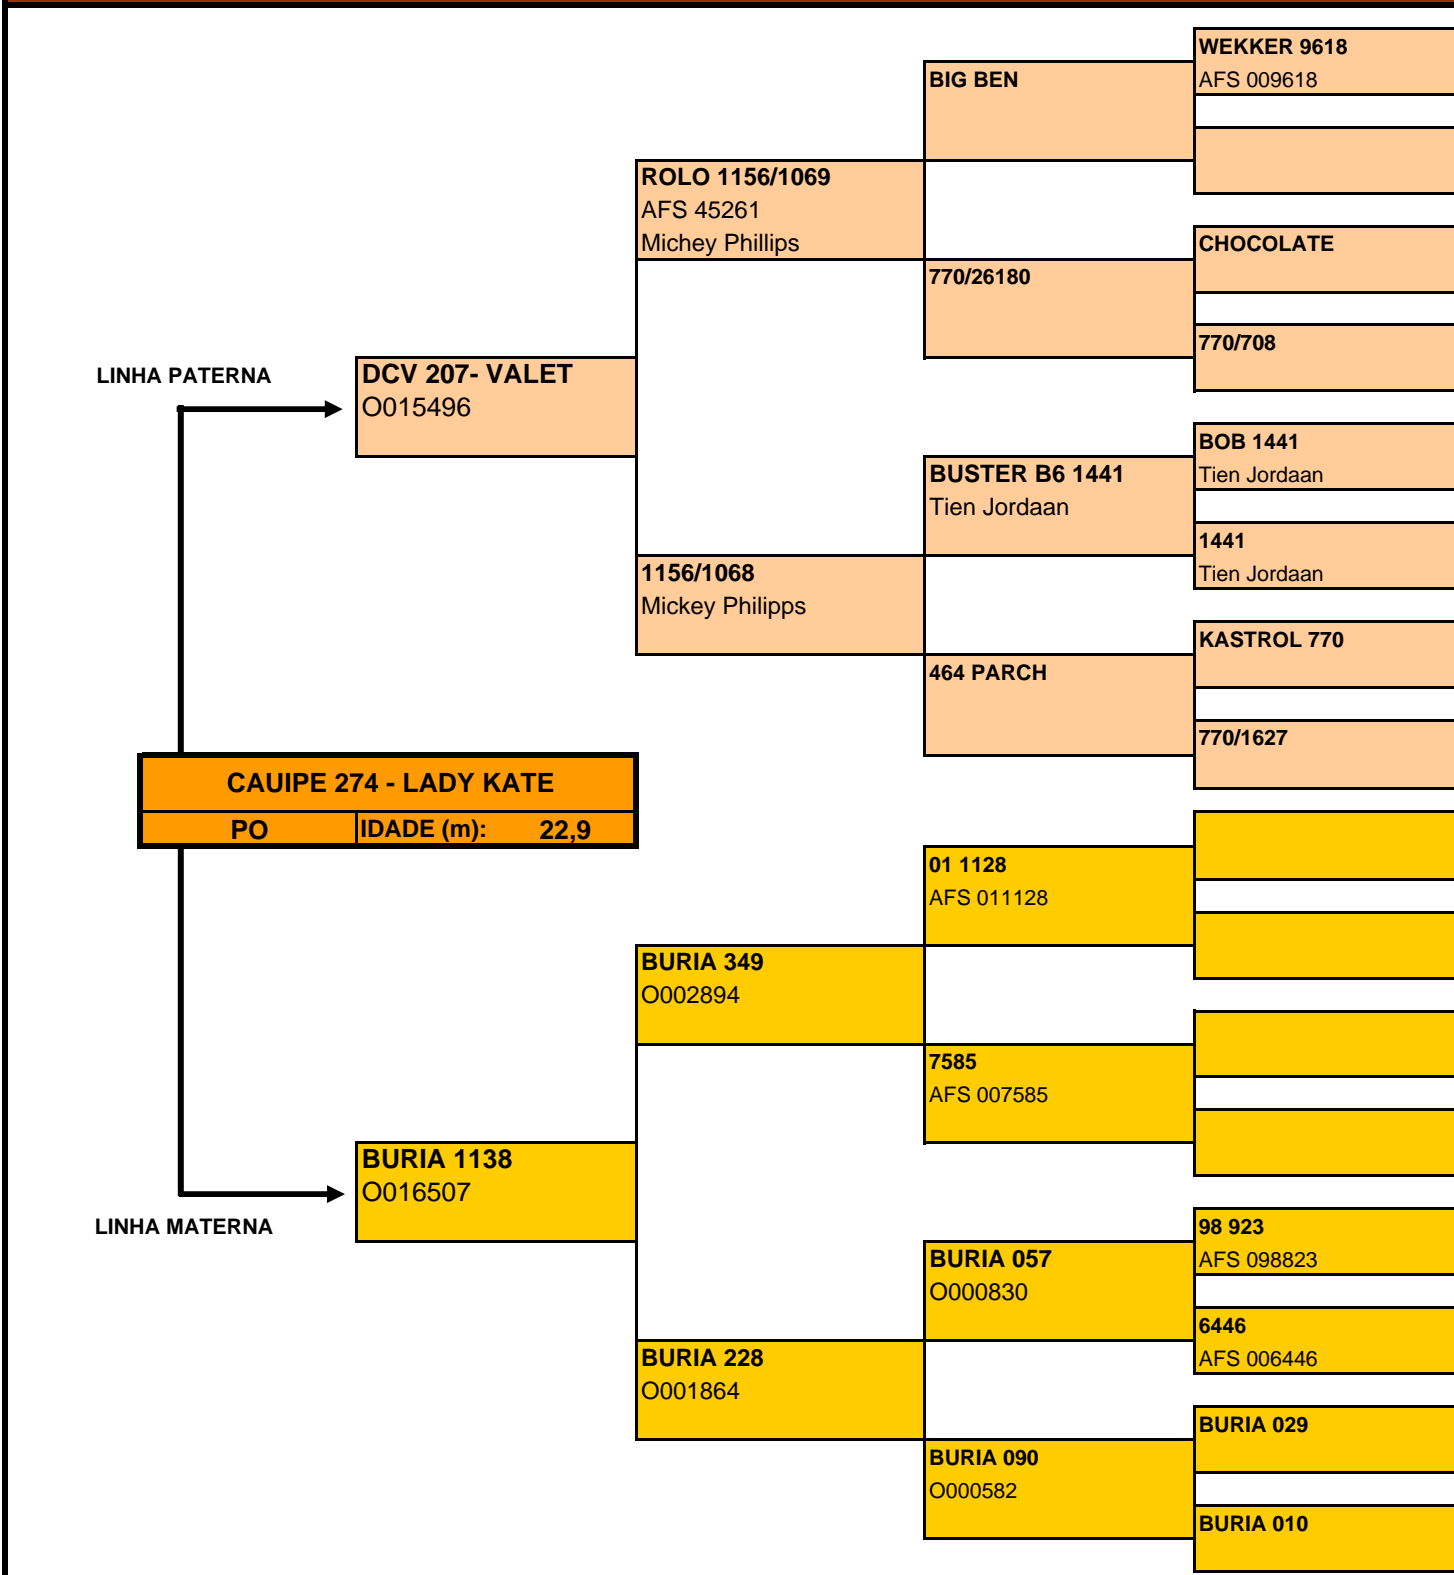 WEKKER 9618
AFS 009618
BIG BEN
ROLO 1156/1069
AFS 45261
Michey Phillips
CHOCOLATE
770/26180
770/708
LINHA PATERNA
DCV 207- VALET
O015496
BOB 1441
Tien Jordaan
BUSTER B6 1441
Tien Jordaan
1441
Tien Jordaan
1156/1068
Mickey Philipps
KASTROL 770
464 PARCH
770/1627
CAUIPE 274 - LADY KATE
PO IDADE (m): 22,9
01 1128
AFS 011128
BURIA 349
O002894
7585
AFS 007585
BURIA 1138
O016507
LINHA MATERNA
98 923
AFS 098823
BURIA 057
O000830
6446
AFS 006446
BURIA 228
O001864
BURIA 029
BURIA 090
O000582
BURIA 010